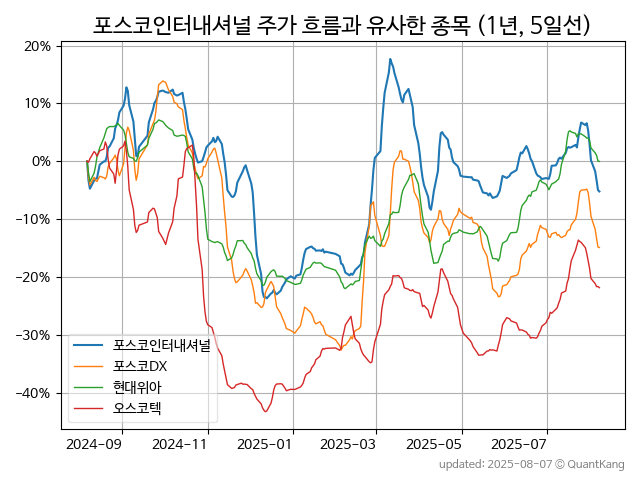 포스코인터내셔널 주가 흐름과 유사한 종목 (1년, 5일선)
20%
10%
0%
−10%
−20%
−30%
−40%
포스코인터내셔널
포스코DX
현대위아
오스코텍
2024-09 2024-11 2025-01 2025-03 2025-05 2025-07
updated: 2025-08-07 © QuantKang